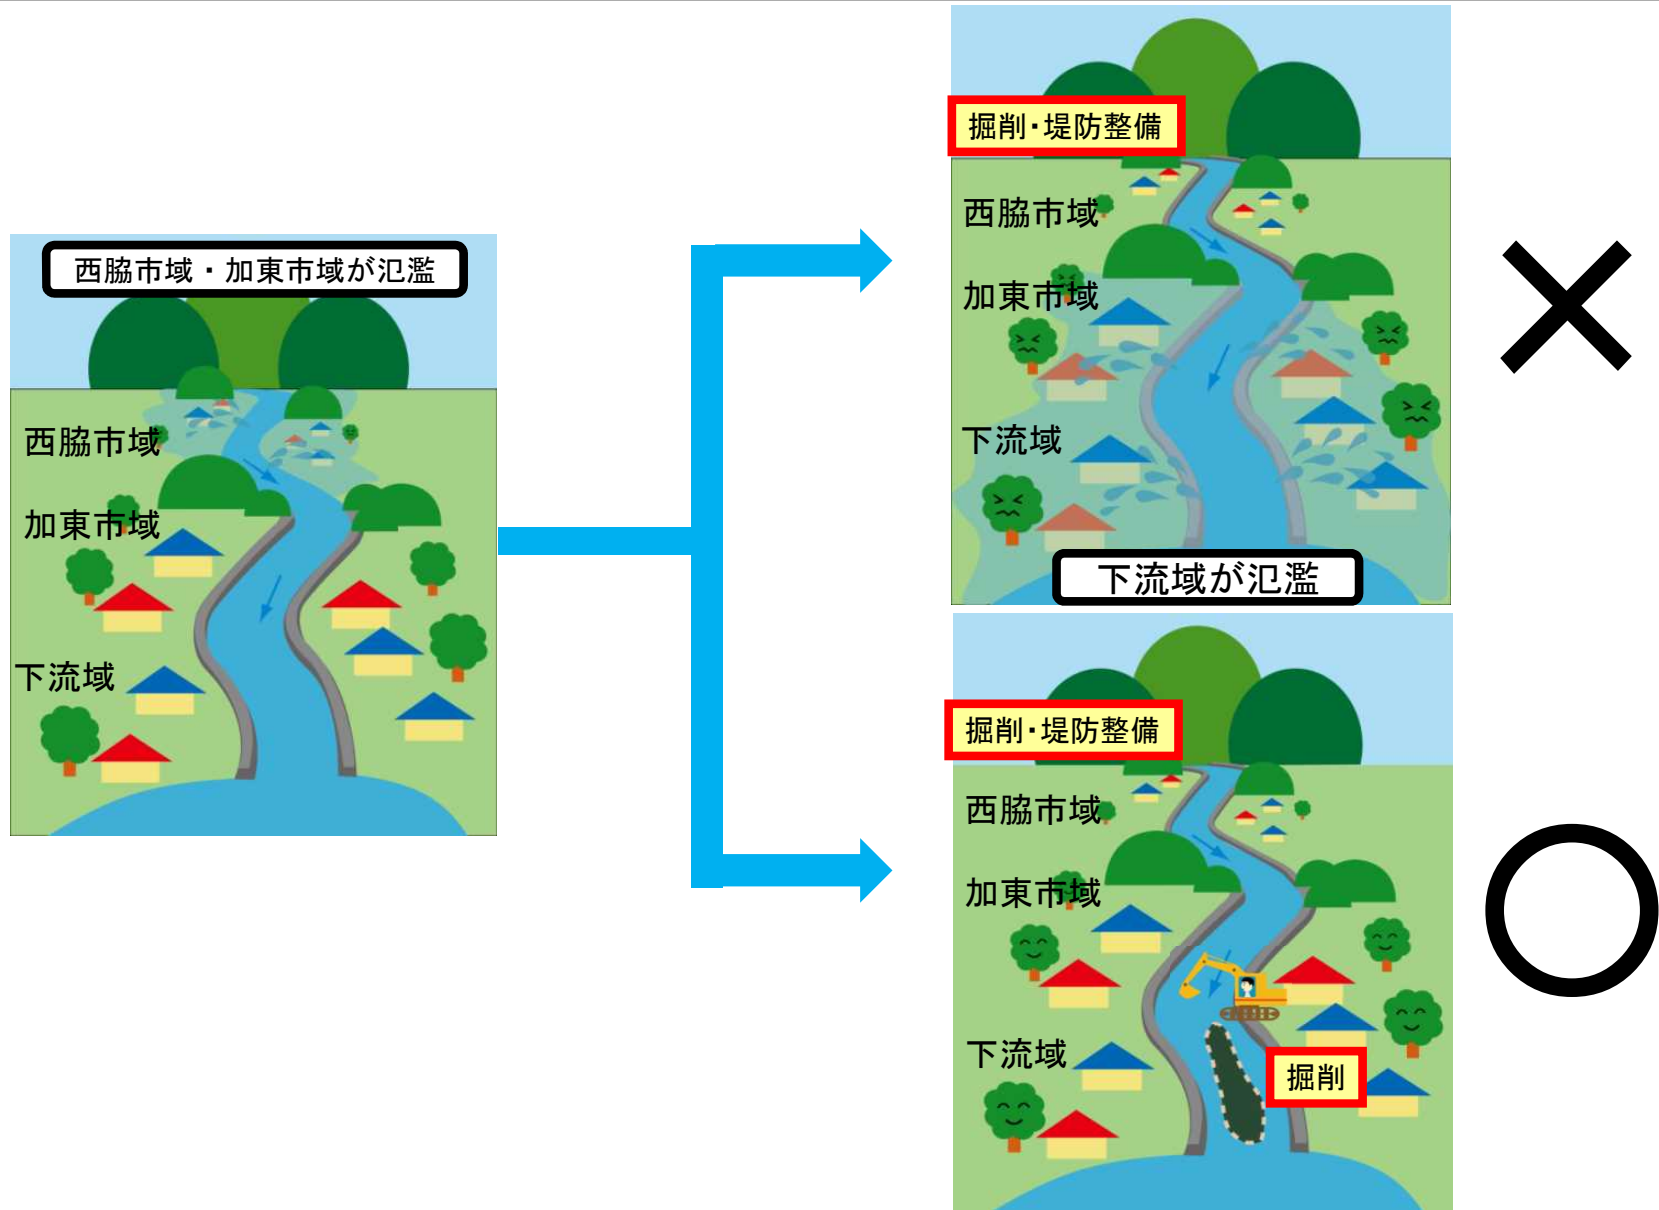 西脇市域・加東市域が氾濫
西脇市域
加東市域
下流域
掘削・堤防整備
西脇市域
加東市域
下流域
下流域が氾濫
×
掘削・堤防整備
西脇市域
加東市域
下流域
掘削
○